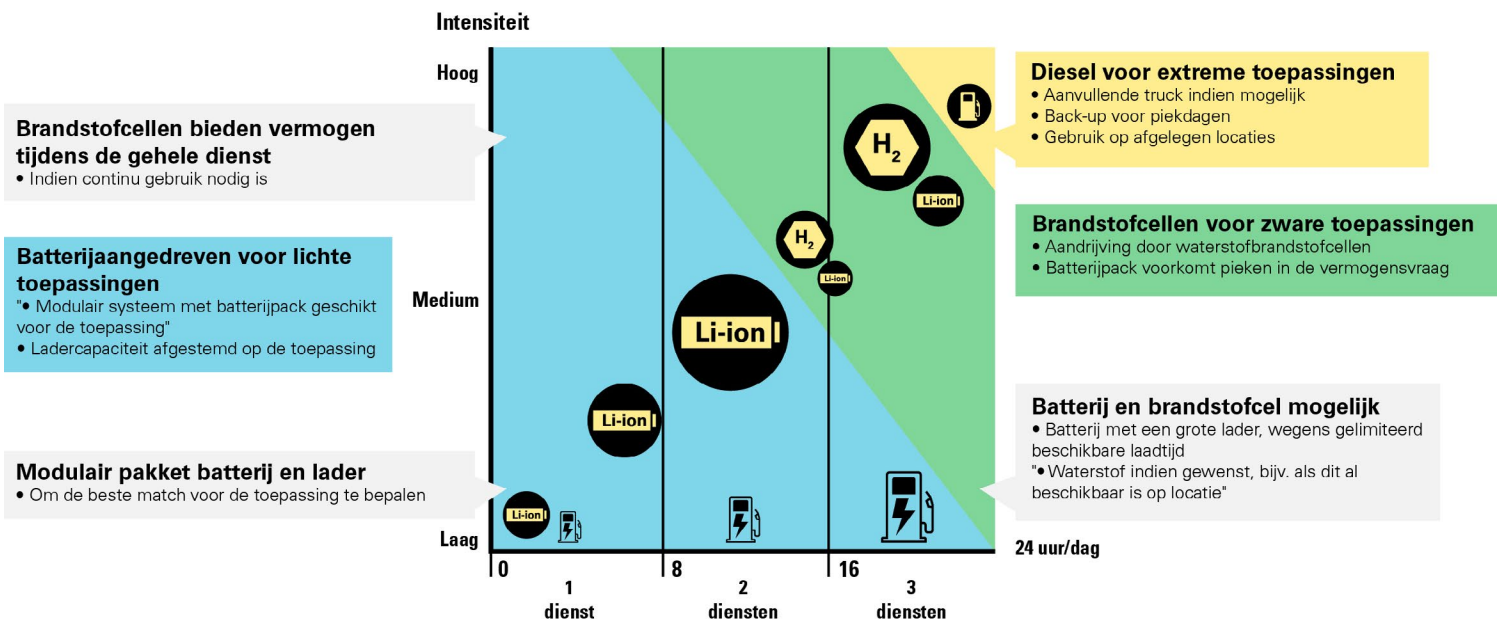 Intensiteit
Hoog
Medium
Laag
Brandstofcellen bieden vermogen
tijdens de gehele dienst
• Indien continu gebruik nodig is
Batterijaangedreven voor lichte
toepassingen
"• Modulair systeem met batterijpack geschikt
voor de toepassing"
• Ladercapaciteit afgestemd op de toepassing
Modulair pakket batterij en lader
• Om de beste match voor de toepassing te bepalen
H₂
Li-ion
H₂
Li-ion
Li-ion
Li-ion
Li-ion
0
8
16
24 uur/dag
1
dienst
2
diensten
3
diensten
Diesel voor extreme toepassingen
• Aanvullende truck indien mogelijk
• Back-up voor piekdagen
• Gebruik op afgelegen locaties
Brandstofcellen voor zware toepassingen
• Aandrijving door waterstofbrandstofcellen
• Batterijpack voorkomt pieken in de vermogensvraag
Batterij en brandstofcel mogelijk
• Batterij met een grote lader, wegens gelimiteerd
beschikbare laadtijd
"• Waterstof indien gewenst, bijv. als dit al
beschikbaar is op locatie"